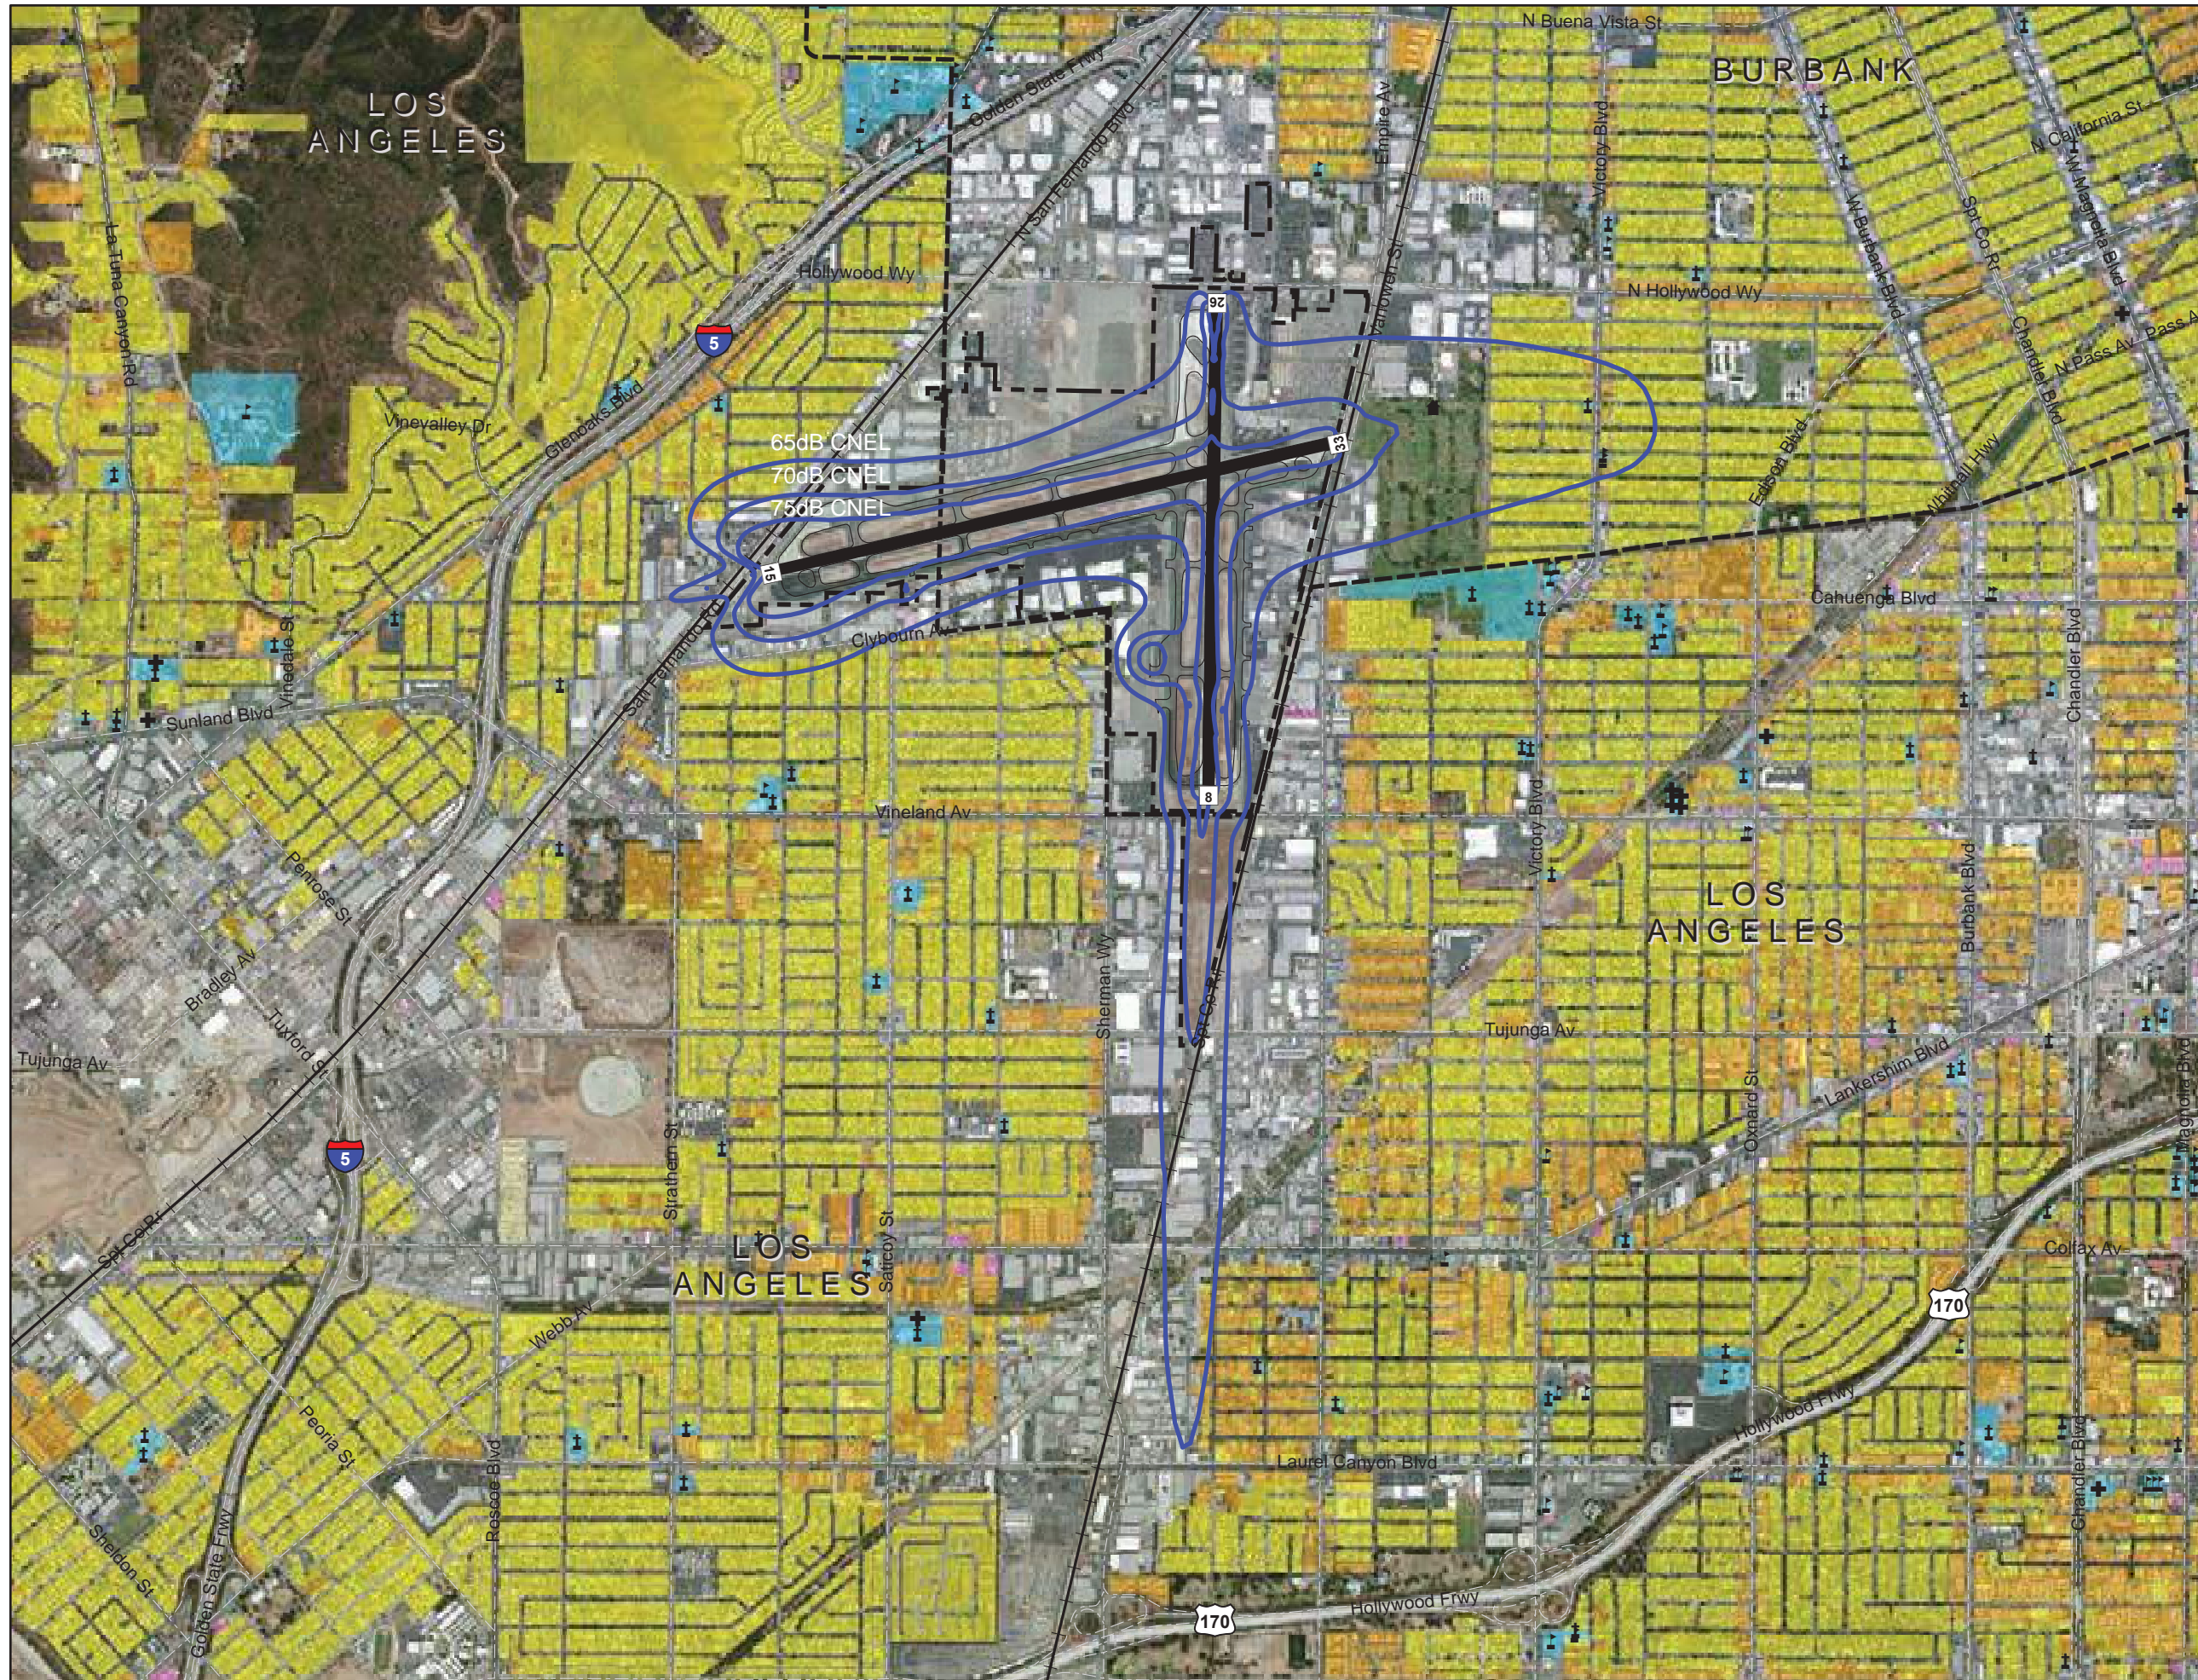 N Buena Vista St
BURBANK
LOS
ANGELES
Golden State Frwy
N San Fernando Blvd
Empire Av
Victory Blvd
N California St
W Magnolia Blvd
W Burbank Blvd
Spt Co Rr
La Tuna Canyon Rd
Hollywood Wy
Vanowen St
N Hollywood Wy
26
5
Chandler Blvd
N Pass Av
Pass A
Vinevalley Dr
Glenoaks Blvd
65dB CNEL
70dB CNEL
75dB CNEL
33
Edison Blvd
Whitnall Hwy
15
San Fernando Rd
Clybourn Av
Cahuenga Blvd
Vinedale St
Sunland Blvd
Chandler Blvd
8
Vineland Av
Victory Blvd
Penrose St
LOS
ANGELES
Burbank Blvd
Bradley Av
Sherman Wy
Spt Co Rr
Tuxford St
Tujunga Av
Tujunga Av
Lankershim Blvd
Magnolia Blvd
Oxnard St
5
Strathern St
Spt Co Rr
LOS
ANGELES
Saticoy St
Colfax Av
170
Webb Av
Hollywood Frwy
Peoria St
Laurel Canyon Blvd
Roscoe Blvd
Chandler Blvd
Sheldon St
Golden State Frwy
170
Hollywood Frwy